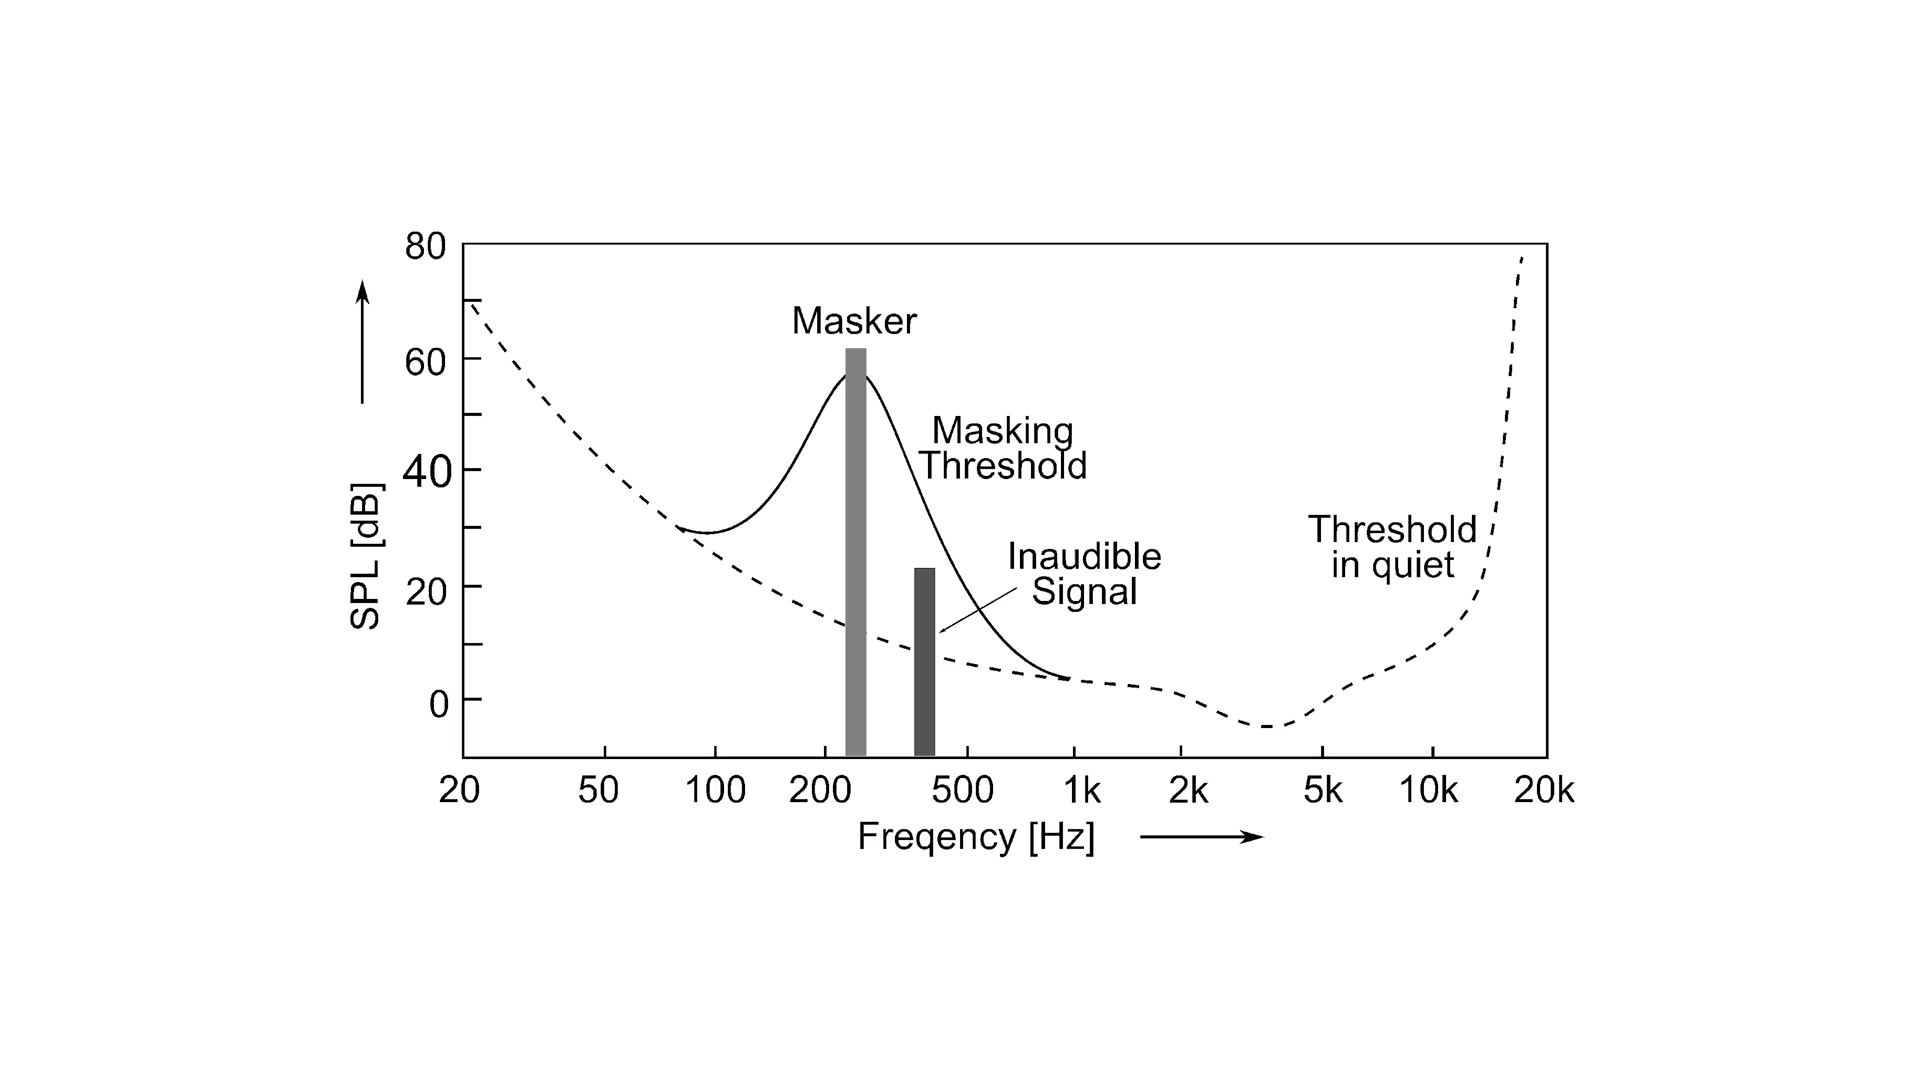 80
Masker
60
Masking
Threshold
40
SPL [dB]
Threshold
in quiet
Inaudible
Signal
20
0
20 50 100 200 500 1k 2k 5k 10k 20k
Freqency [Hz]